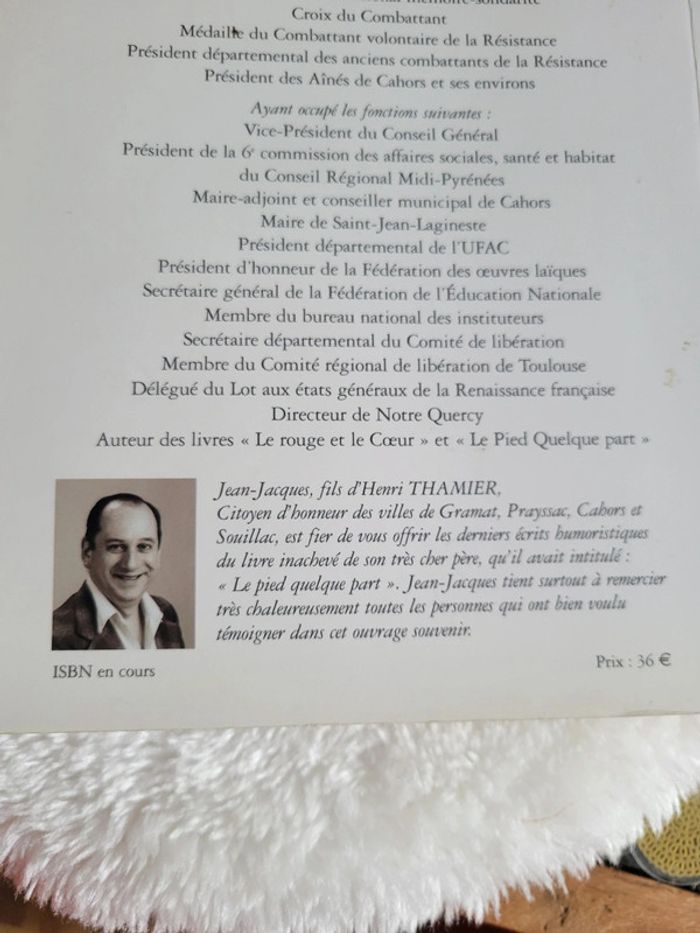 mémoire-solidarité
Croix du Combattant
Médaille du Combattant volontaire de la Résistance
Président départemental des anciens combattants de la Résistance
Président des Aînés de Cahors et ses environs
Ayant occupé les fonctions suivantes :
Vice-Président du Conseil Général
Président de la 6e commission des affaires sociales, santé et habitat
du Conseil Régional Midi-Pyrénées
Maire-adjoint et conseiller municipal de Cahors
Maire de Saint-Jean-Lagineste
Président départemental de l'UFAC
Président d'honneur de la Fédération des œuvres laïques
Secrétaire général de la Fédération de l'Éducation Nationale
Membre du bureau national des instituteurs
Secrétaire départemental du Comité de libération
Membre du Comité régional de libération de Toulouse
Délégué du Lot aux états généraux de la Renaissance française
Directeur de Notre Quercy
Auteur des livres « Le rouge et le Cœur » et « Le Pied Quelque part »
Jean-Jacques, fils d'Henri THAMIER,
Citoyen d'honneur des villes de Gramat, Prayssac, Cahors et
Souillac, est fier de vous offrir les derniers écrits humoristiques
du livre inachevé de son très cher père, qu'il avait intitulé :
« Le pied quelque part ». Jean-Jacques tient surtout à remercier
très chaleureusement toutes les personnes qui ont bien voulu
témoigner dans cet ouvrage souvenir.
ISBN en cours
Prix : 36 €